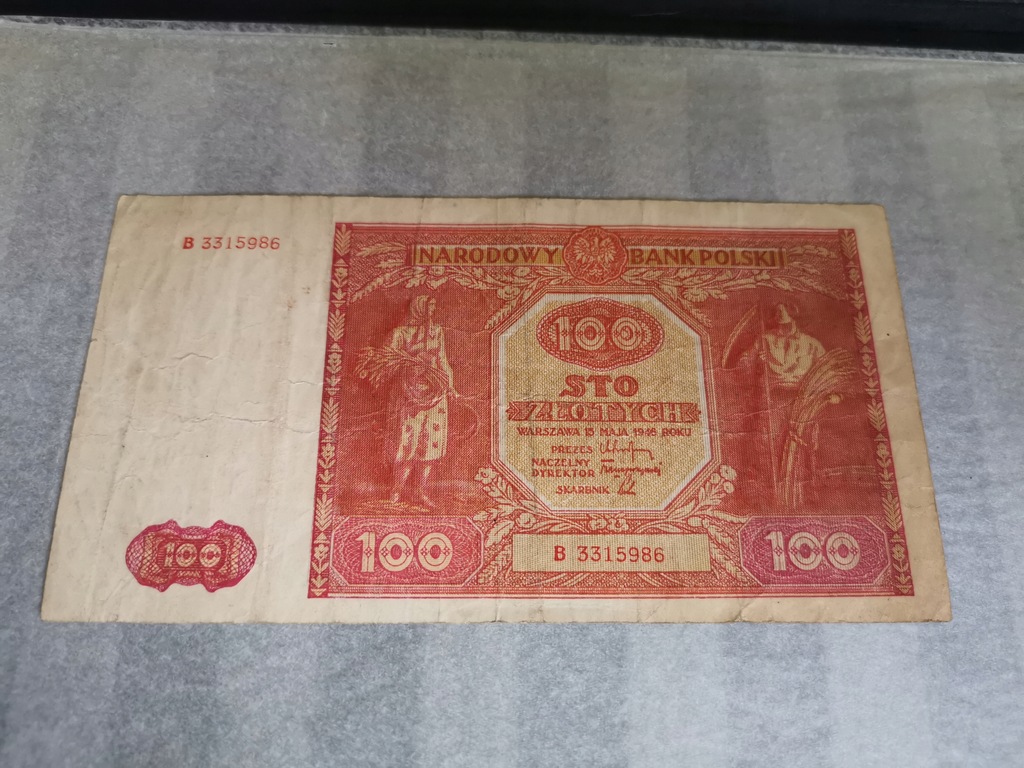 B 3315986
NARODOWY BANK POLSKI
100
STO
ZŁOTYCH
WARSZAWA 15 MAJA 1946 ROKU
PREZES
NACZELNY
DYREKTOR
SKARBNIK
100
100
B 3315986
100